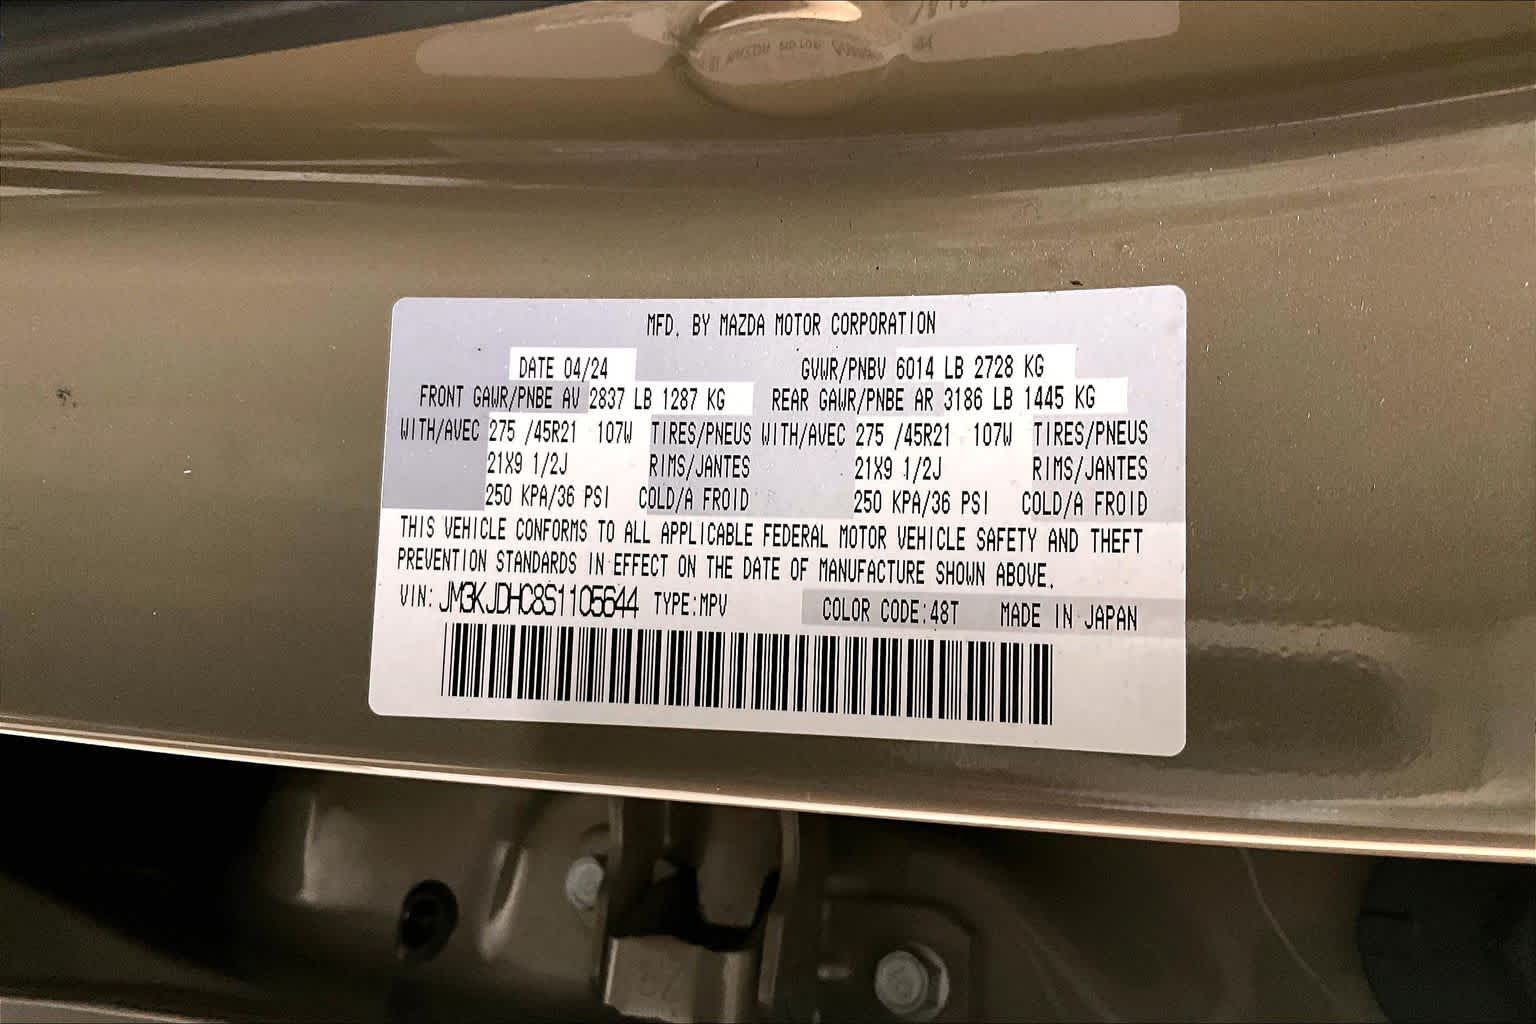 MFD. BY MAZDA MOTOR CORPORATION
DATE 04/24 GVWR/PNBV 6014 LB 2728 KG
FRONT GAWR/PNBE AV 2837 LB 1287 KG REAR GAWR/PNBE AR 3186 LB 1445 KG
WITH/AVEC 275 /45R21 107W TIRES/PNEUS WITH/AVEC 275 /45R21 107W TIRES/PNEUS
21X9 1/2J RIMS/JANTES 21X9 1/2J RIMS/JANTES
250 KPA/36 PSI COLD/A FROID 250 KPA/36 PSI COLD/A FROID
THIS VEHICLE CONFORMS TO ALL APPLICABLE FEDERAL MOTOR VEHICLE SAFETY AND THEFT
PREVENTION STANDARDS IN EFFECT ON THE DATE OF MANUFACTURE SHOWN ABOVE.
VIN: JM3KJDHC8S1105644 TYPE:MPV COLOR CODE:48T MADE IN JAPAN